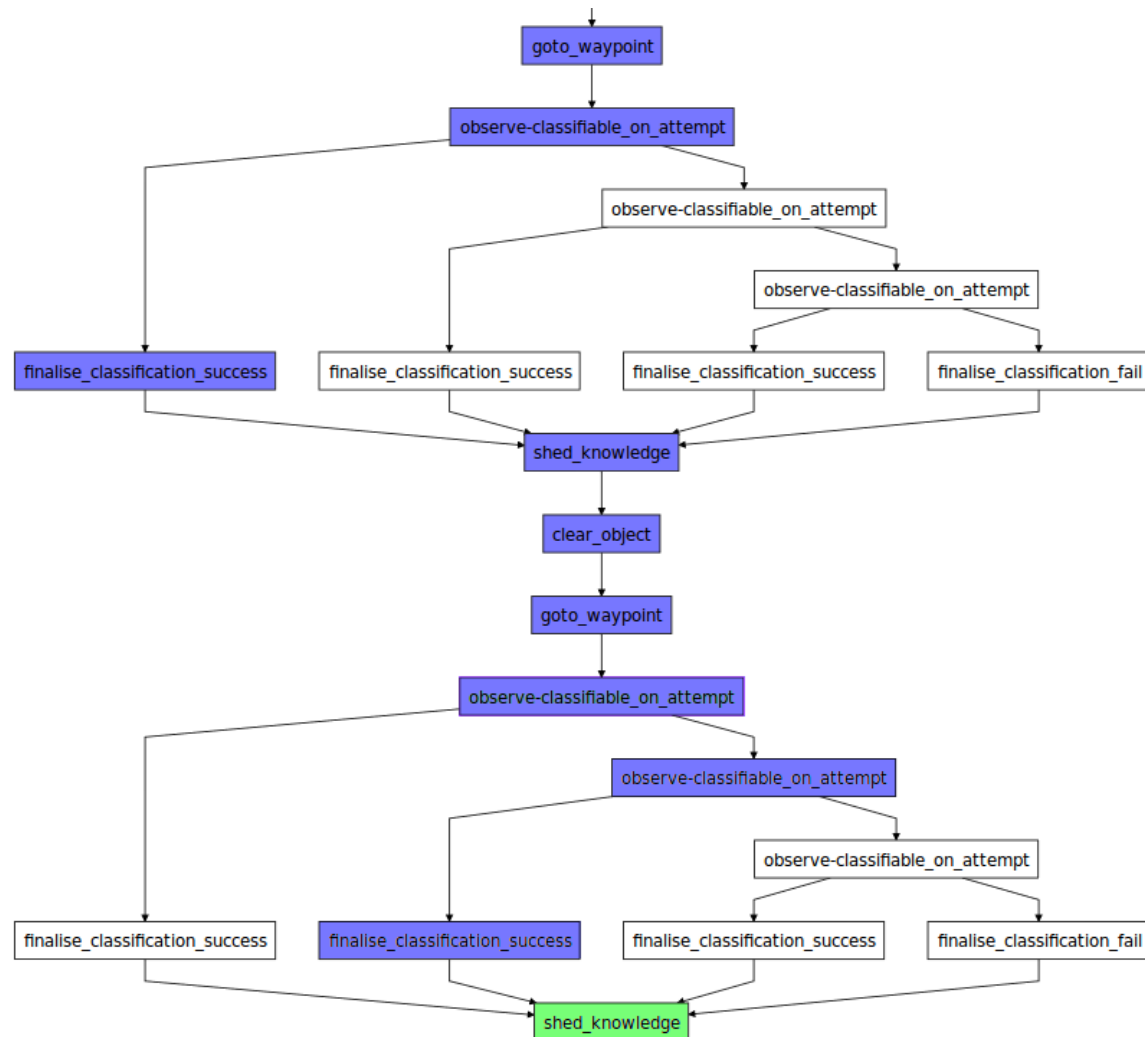 goto_waypoint
observe-classifiable_on_attempt
observe-classifiable_on_attempt
observe-classifiable_on_attempt
finalise_classification_success
finalise_classification_success
finalise_classification_success
finalise_classification_fail
shed_knowledge
clear_object
goto_waypoint
observe-classifiable_on_attempt
observe-classifiable_on_attempt
observe-classifiable_on_attempt
finalise_classification_success
finalise_classification_success
finalise_classification_success
finalise_classification_fail
shed_knowledge